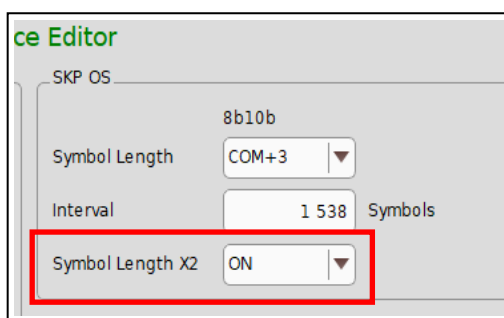 ce Editor
SKP OS
8b10b
Symbol Length COM+3
Interval 1 538 Symbols
Symbol Length X2 ON